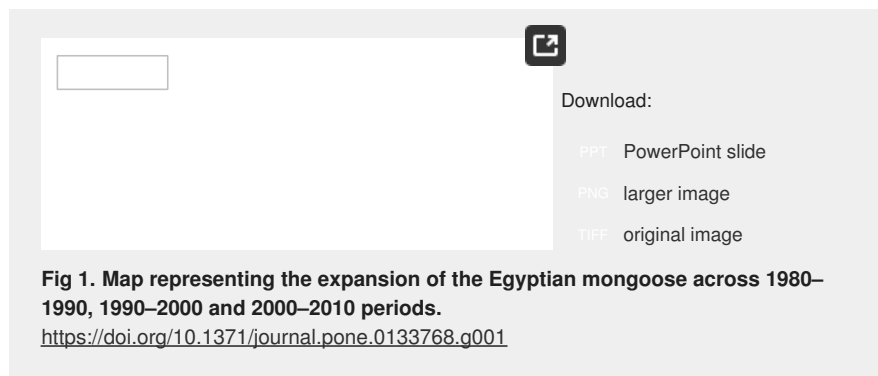 Download:
PPT PowerPoint slide
PNG larger image
TIFF original image
Fig 1. Map representing the expansion of the Egyptian mongoose across 1980–
1990, 1990–2000 and 2000–2010 periods.
https://doi.org/10.1371/journal.pone.0133768.g001